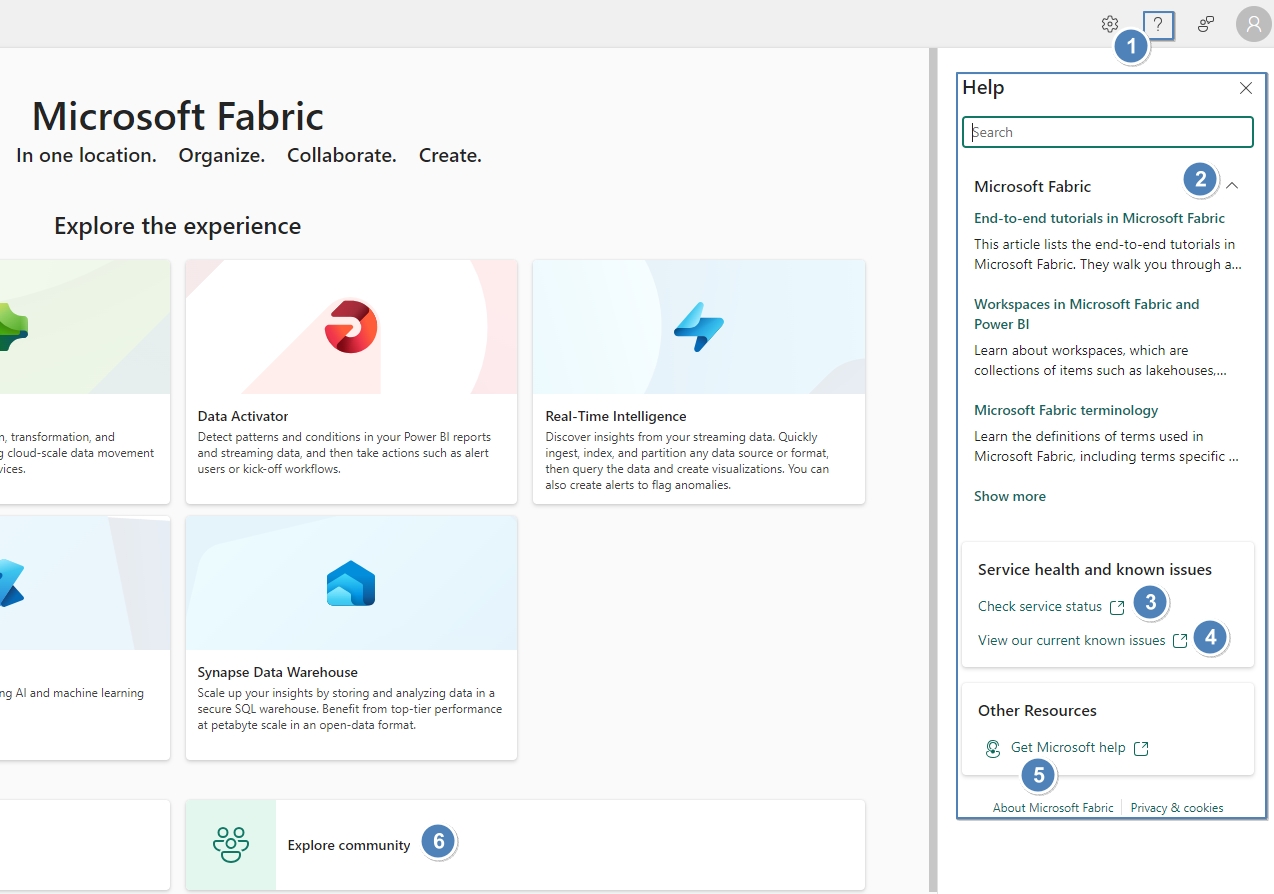 ?
1
Microsoft Fabric
In one location. Organize. Collaborate. Create.
Explore the experience
n, transformation, and
g cloud-scale data movement
vices.
Data Activator
Detect patterns and conditions in your Power BI reports
and streaming data, and then take actions such as alert
users or kick-off workflows.
Real-Time Intelligence
Discover insights from your streaming data. Quickly
ingest, index, and partition any data source or format,
then query the data and create visualizations. You can
also create alerts to flag anomalies.
ng AI and machine learning
Synapse Data Warehouse
Scale up your insights by storing and analyzing data in a
secure SQL warehouse. Benefit from top-tier performance
at petabyte scale in an open-data format.
Explore community
6
Help
Search
Microsoft Fabric
2
End-to-end tutorials in Microsoft Fabric
This article lists the end-to-end tutorials in
Microsoft Fabric. They walk you through a...
Workspaces in Microsoft Fabric and
Power BI
Learn about workspaces, which are
collections of items such as lakehouses,...
Microsoft Fabric terminology
Learn the definitions of terms used in
Microsoft Fabric, including terms specific ...
Show more
Service health and known issues
Check service status
3
View our current known issues
4
Other Resources
Get Microsoft help
5
About Microsoft Fabric
Privacy & cookies